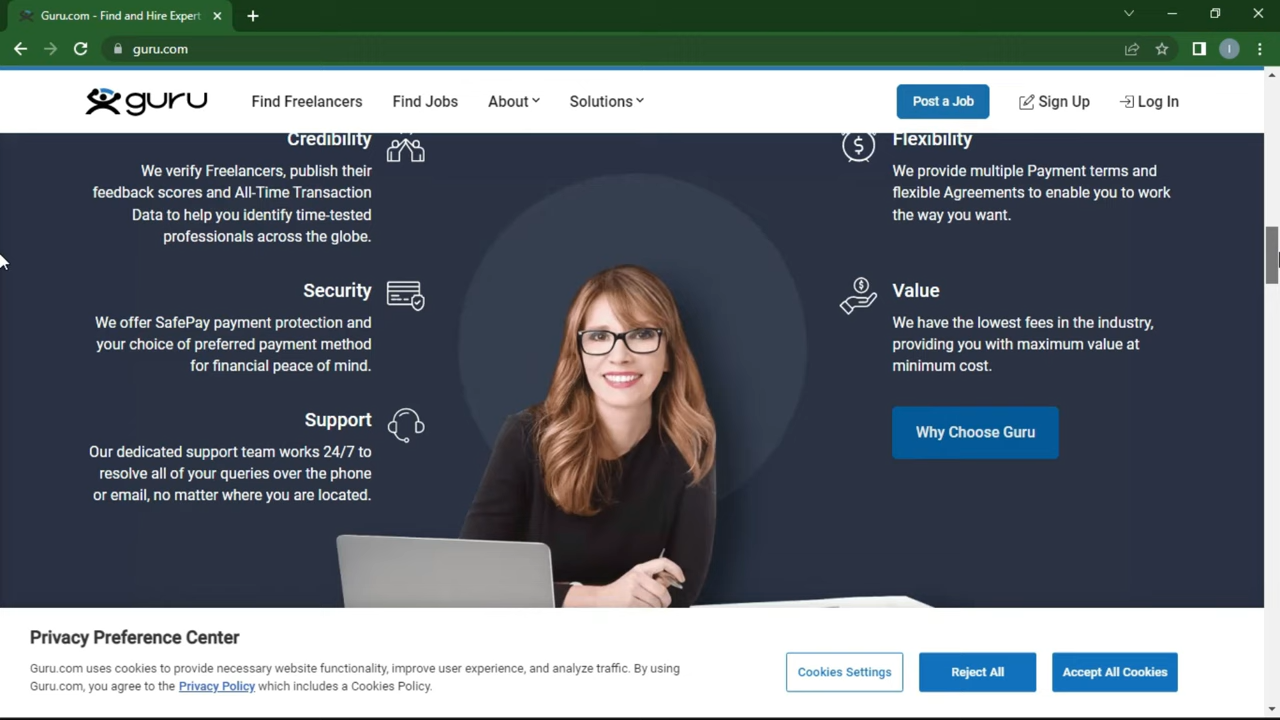 Guru.com - Find and Hire Expert
guru.com
guru
Find Freelancers
Find Jobs
About
Solutions
Post a Job
Sign Up
Log In
Credibility
We verify Freelancers, publish their
feedback scores and All-Time Transaction
Data to help you identify time-tested
professionals across the globe.
Security
We offer SafePay payment protection and
your choice of preferred payment method
for financial peace of mind.
Support
Our dedicated support team works 24/7 to
resolve all of your queries over the phone
or email, no matter where you are located.
Flexibility
We provide multiple Payment terms and
flexible Agreements to enable you to work
the way you want.
Value
We have the lowest fees in the industry,
providing you with maximum value at
minimum cost.
Why Choose Guru
Privacy Preference Center
Guru.com uses cookies to provide necessary website functionality, improve user experience, and analyze traffic. By using
Guru.com, you agree to the Privacy Policy which includes a Cookies Policy.
Cookies Settings
Reject All
Accept All Cookies
I